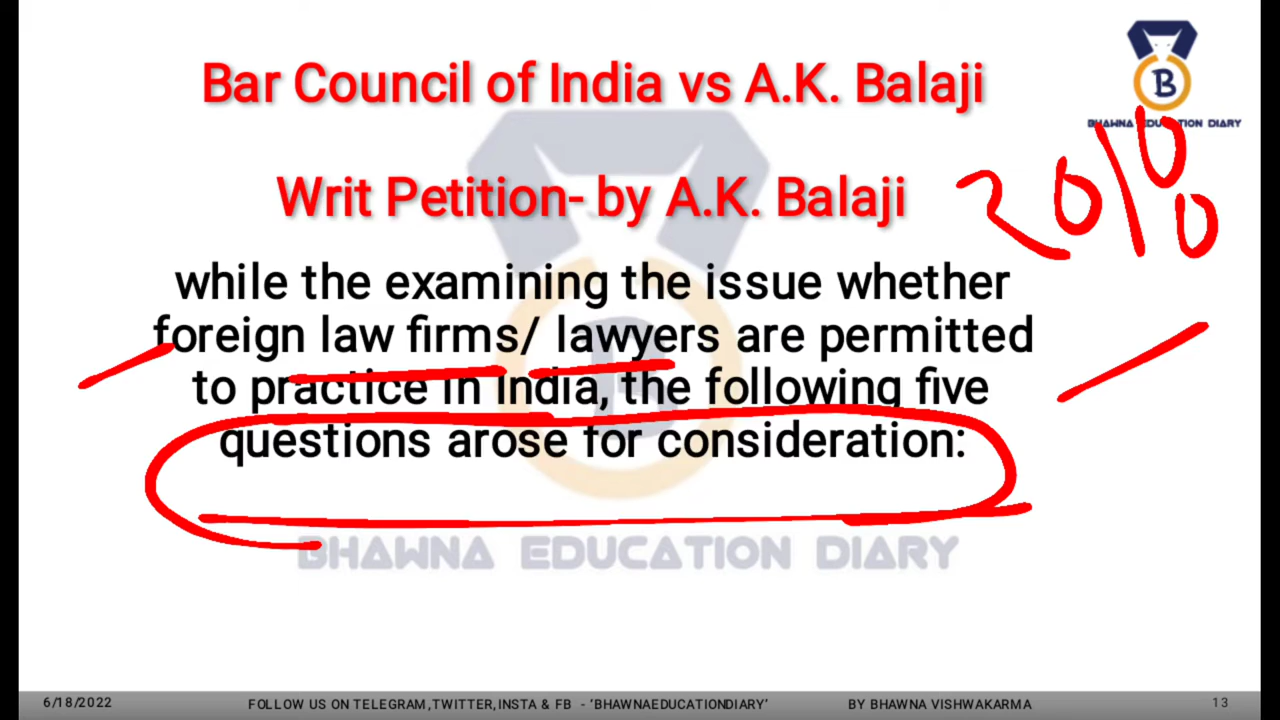 Bar Council of India vs A.K. Balaji
B
BHAWNA EDUCATION DIARY
Writ Petition- by A.K. Balaji
2018
while the examining the issue whether
foreign law firms/ lawyers are permitted
to practice in India, the following five
questions arose for consideration:
BHAWNA EDUCATION DIARY
6/18/2022
FOLLOW US ON TELEGRAM,TWITTER,INSTA & FB - ‘BHAWNAEDUCATIONDIARY’
BY BHAWNA VISHWAKARMA
13